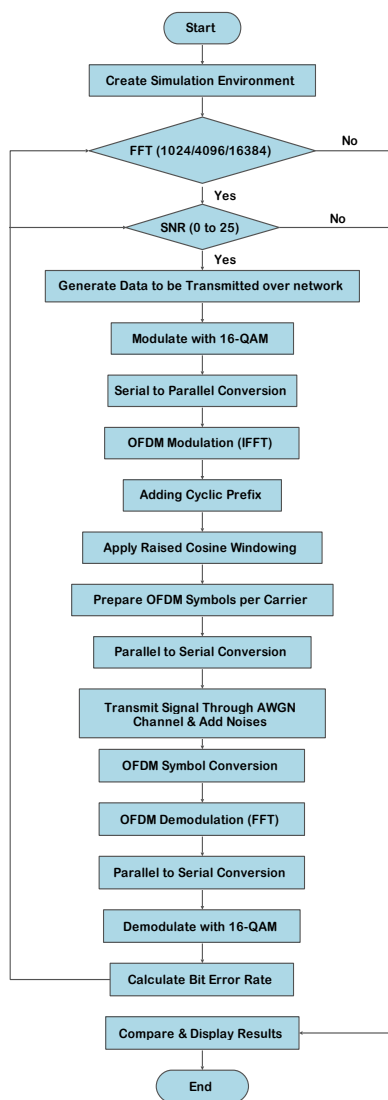 Start
Create Simulation Environment
FFT (1024/4096/16384)
No
Yes
SNR (0 to 25)
No
Yes
Generate Data to be Transmitted over network
Modulate with 16-QAM
Serial to Parallel Conversion
OFDM Modulation (IFFT)
Adding Cyclic Prefix
Apply Raised Cosine Windowing
Prepare OFDM Symbols per Carrier
Parallel to Serial Conversion
Transmit Signal Through AWGN
Channel & Add Noises
OFDM Symbol Conversion
OFDM Demodulation (FFT)
Parallel to Serial Conversion
Demodulate with 16-QAM
Calculate Bit Error Rate
Compare & Display Results
End